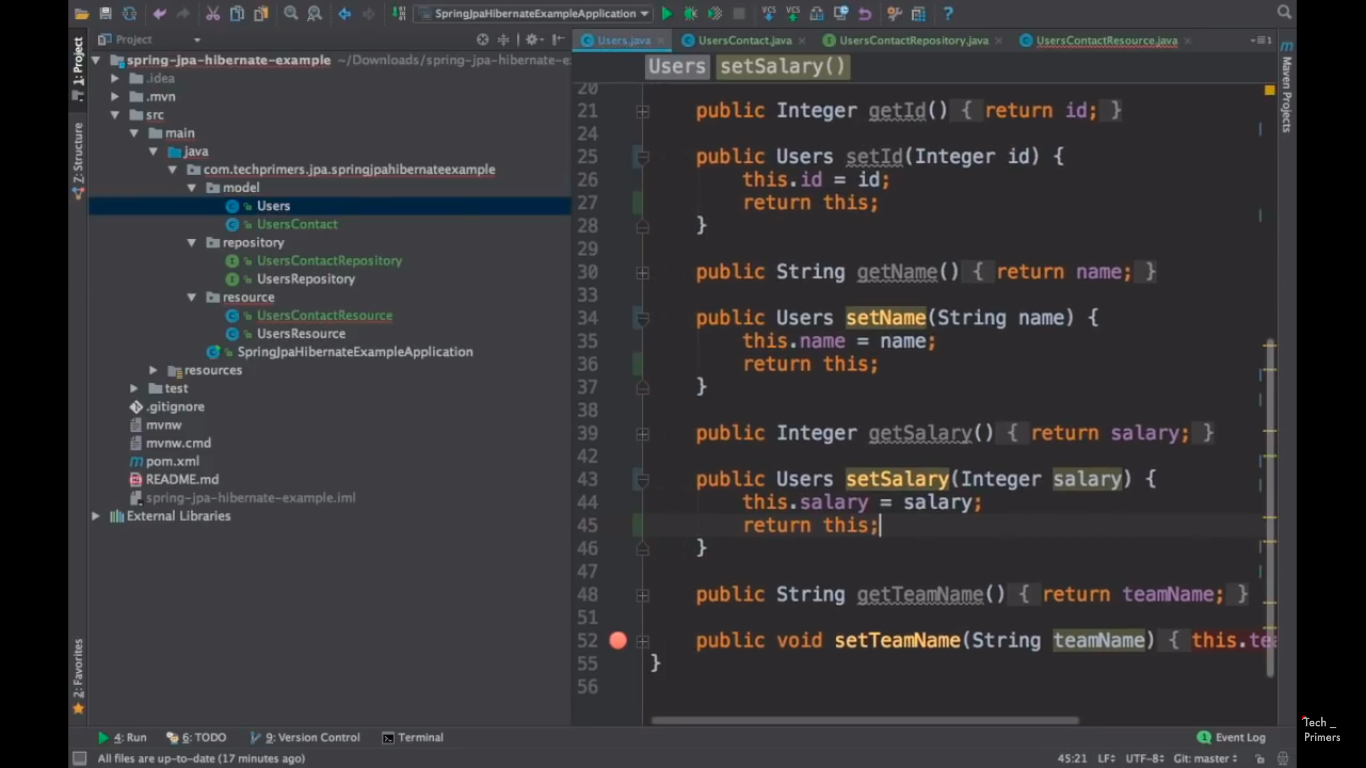 SpringJpaHibernateExampleApplication
Project
Users.java
UsersContact.java
UsersContactRepository.java
UsersContactResource.java
1
1: Project
Z: Structure
2: Favorites
Maven Projects
Users setSalary()
spring-jpa-hibernate-example ~/Downloads/spring-jpa-hibernate-e
.idea
.mvn
src
main
java
com.techprimers.jpa.springjpahibernateexample
model
Users
UsersContact
repository
UsersContactRepository
UsersRepository
resource
UsersContactResource
UsersResource
SpringJpaHibernateExampleApplication
resources
test
.gitignore
mvnw
mvnw.cmd
pom.xml
README.md
spring-jpa-hibernate-example.iml
External Libraries
20
21 public Integer getId() { return id; }
24
25 public Users setId(Integer id) {
26 this.id = id;
27 return this;
28 }
29
30 public String getName() { return name; }
33
34 public Users setName(String name) {
35 this.name = name;
36 return this;
37 }
38
39 public Integer getSalary() { return salary; }
42
43 public Users setSalary(Integer salary) {
44 this.salary = salary;
45 return this;
46 }
47
48 public String getTeamName() { return teamName; }
51
52 public void setTeamName(String teamName) { this.te
55 }
56
4: Run 6: TODO 9: Version Control Terminal
1 Event Log
All files are up-to-date (17 minutes ago)
45:21 LF÷ UTF-8÷ Git: master÷
Tech _
Primers